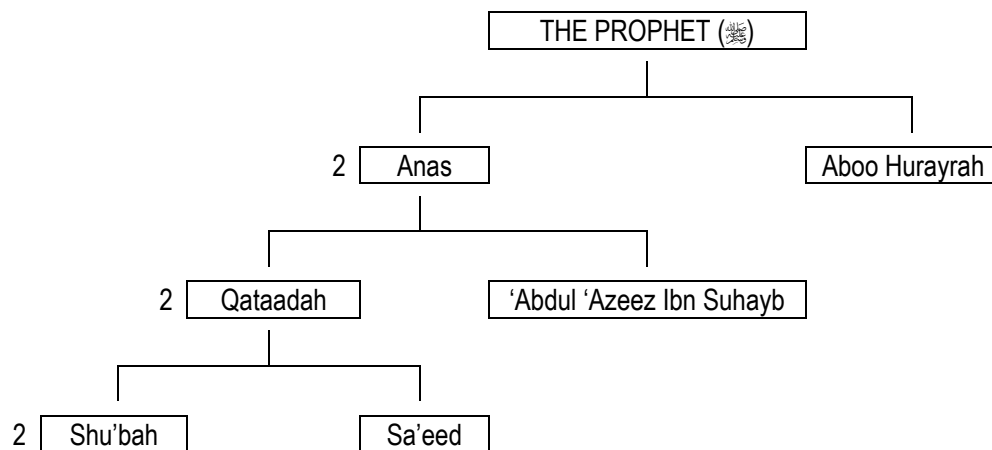 THE PROPHET (ﷺ)
2 Anas Aboo Hurayrah
2 Qataadah ‘Abdul ‘Azeez Ibn Suhayb
2 Shu’bah Sa’eed